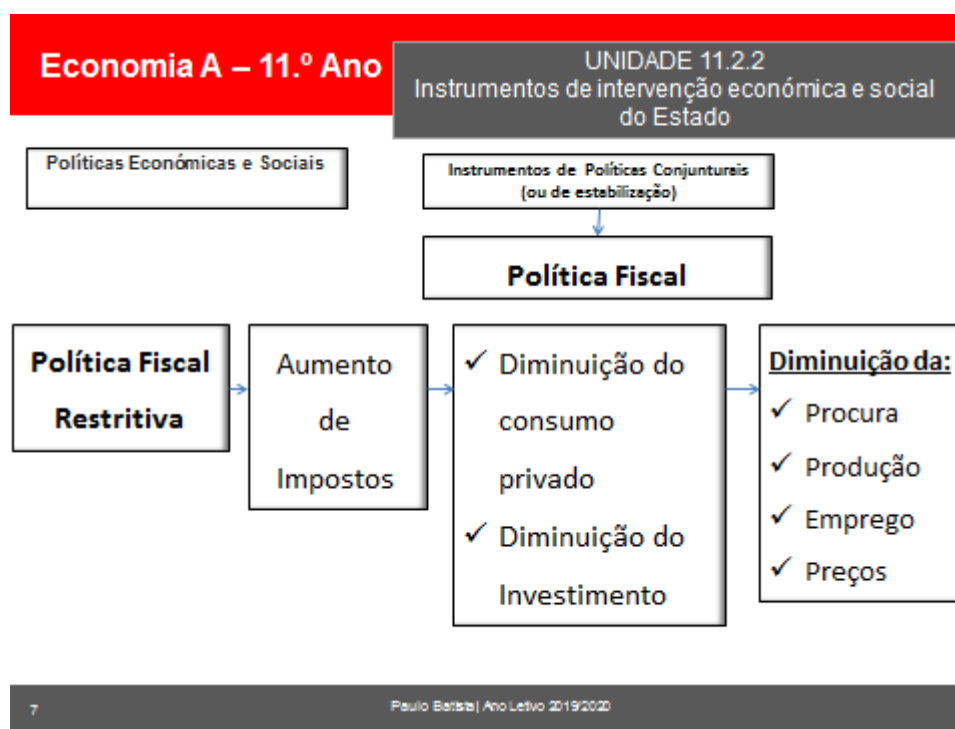 Economia A – 11.º Ano
UNIDADE 11.2.2
Instrumentos de intervenção económica e social
do Estado
Políticas Económicas e Sociais
Instrumentos de Políticas Conjunturais
(ou de estabilização)
Política Fiscal
Política Fiscal
Restritiva
Aumento
de
Impostos
✓ Diminuição do
consumo
privado
✓ Diminuição do
Investimento
Diminuição da:
✓ Procura
✓ Produção
✓ Emprego
✓ Preços
7
Paulo Batista| Ano Letivo 2019/2020